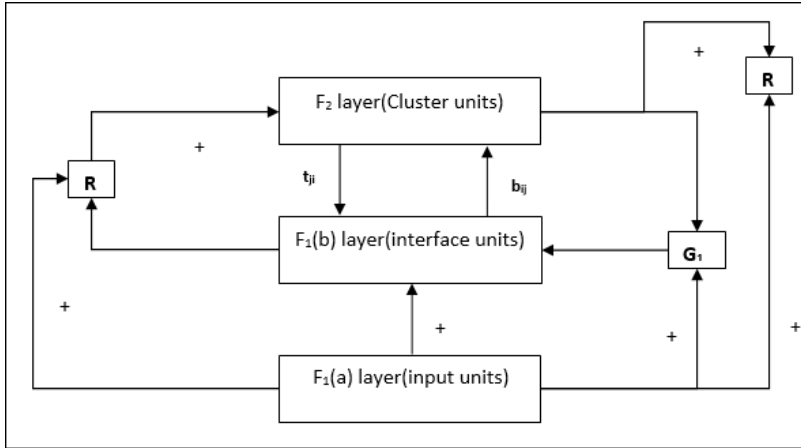 +
R
F₂ layer(Cluster units)
+
R
tⱼᵢ
bᵢⱼ
F₁(b) layer(interface units)
G₁
+
+
+
+
F₁(a) layer(input units)